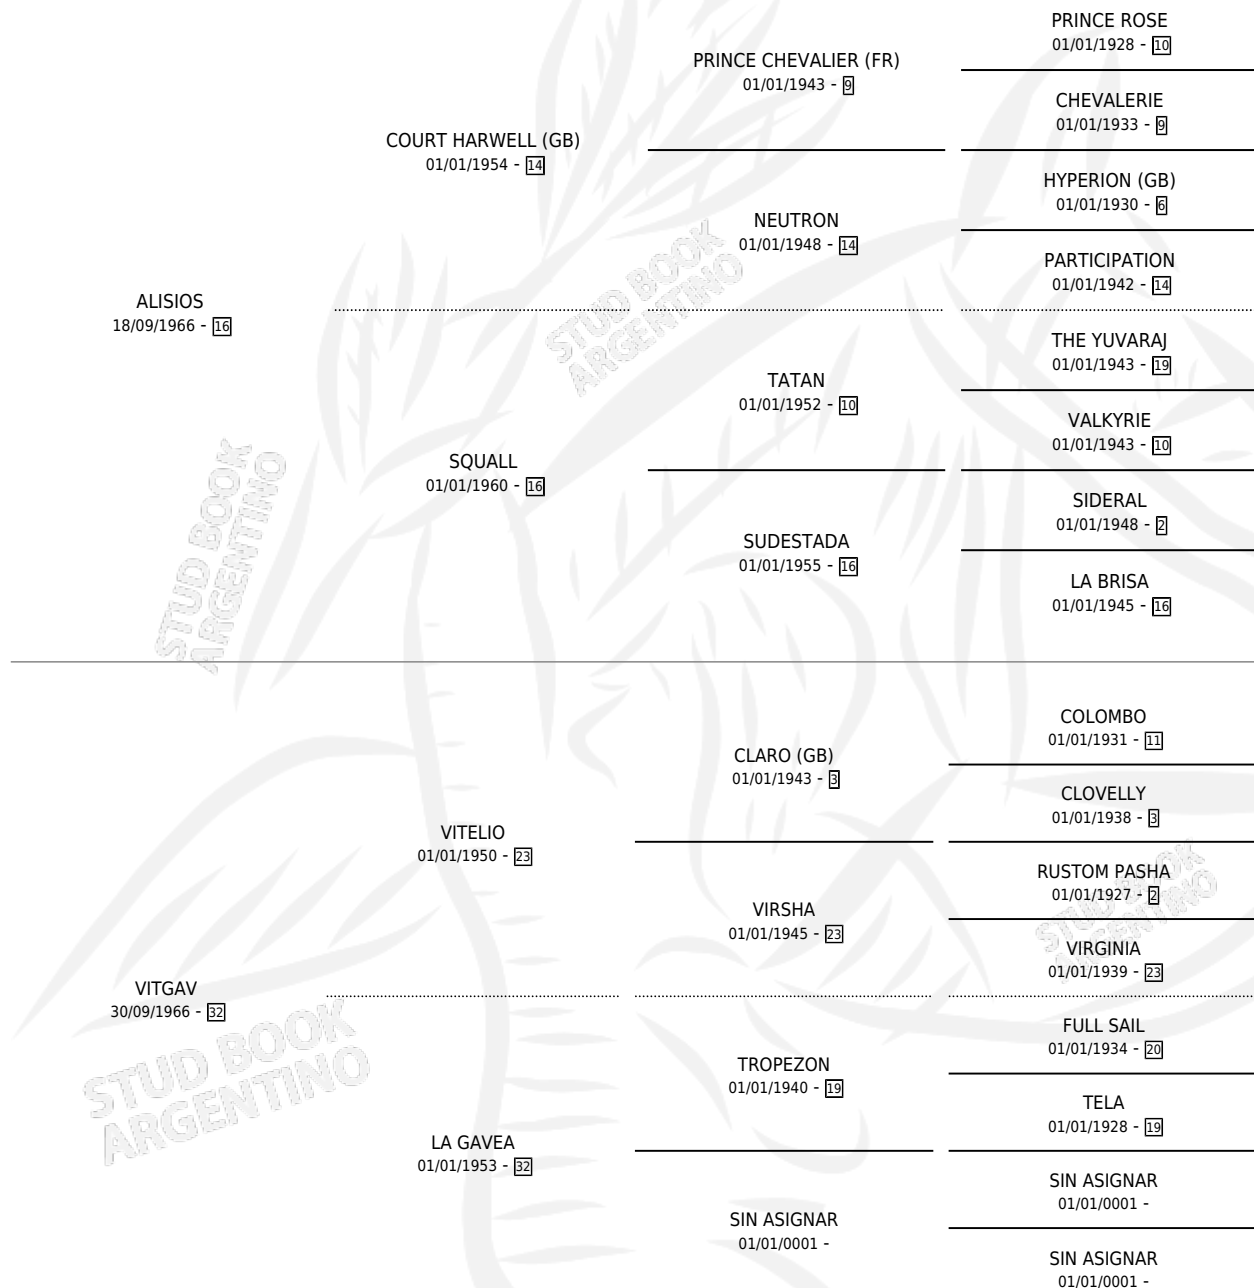 PRINCE ROSE
01/01/1928 - 10
PRINCE CHEVALIER (FR)
01/01/1943 - 9
CHEVALERIE
01/01/1933 - 9
COURT HARWELL (GB)
01/01/1954 - 14
HYPERION (GB)
01/01/1930 - 6
NEUTRON
01/01/1948 - 14
PARTICIPATION
01/01/1942 - 14
ALISIOS
18/09/1966 - 16
STUD BOOK
ARGENTINO
THE YUVARAJ
01/01/1943 - 19
TATAN
01/01/1952 - 10
VALKYRIE
01/01/1943 - 10
SQUALL
01/01/1960 - 16
SIDERAL
01/01/1948 - 2
SUDESTADA
01/01/1955 - 16
LA BRISA
01/01/1945 - 16
STUD BOOK
ARGENTINO
COLOMBO
01/01/1931 - 11
CLARO (GB)
01/01/1943 - 3
CLOVELLY
01/01/1938 - 3
VITELIO
01/01/1950 - 23
RUSTOM PASHA
01/01/1927 - 2
VIRSHA
01/01/1945 - 23
VIRGINIA
01/01/1939 - 23
STUD BOOK
ARGENTINO
VITGAV
30/09/1966 - 32
FULL SAIL
01/01/1934 - 20
TROPEZON
01/01/1940 - 19
TELA
01/01/1928 - 19
STUD BOOK
ARGENTINO
LA GAVEA
01/01/1953 - 32
SIN ASIGNAR
01/01/0001 -
SIN ASIGNAR
01/01/0001 -
SIN ASIGNAR
01/01/0001 -